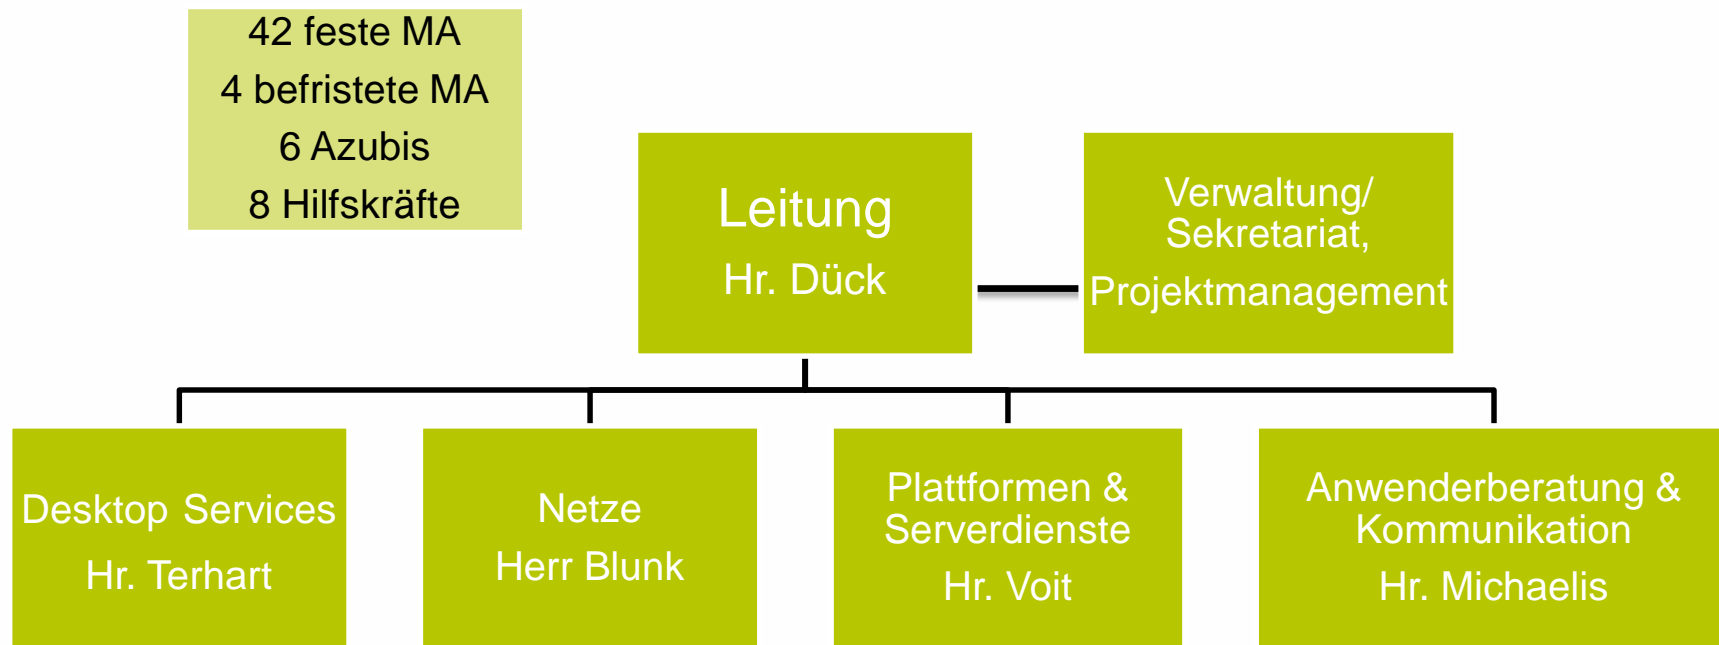 42 feste MA
4 befristete MA
6 Azubis
8 Hilfskräfte
Leitung
Hr. Dück
Verwaltung/
Sekretariat,
Projektmanagement
Desktop Services
Hr. Terhart
Netze
Herr Blunk
Plattformen &
Serverdienste
Hr. Voit
Anwenderberatung &
Kommunikation
Hr. Michaelis